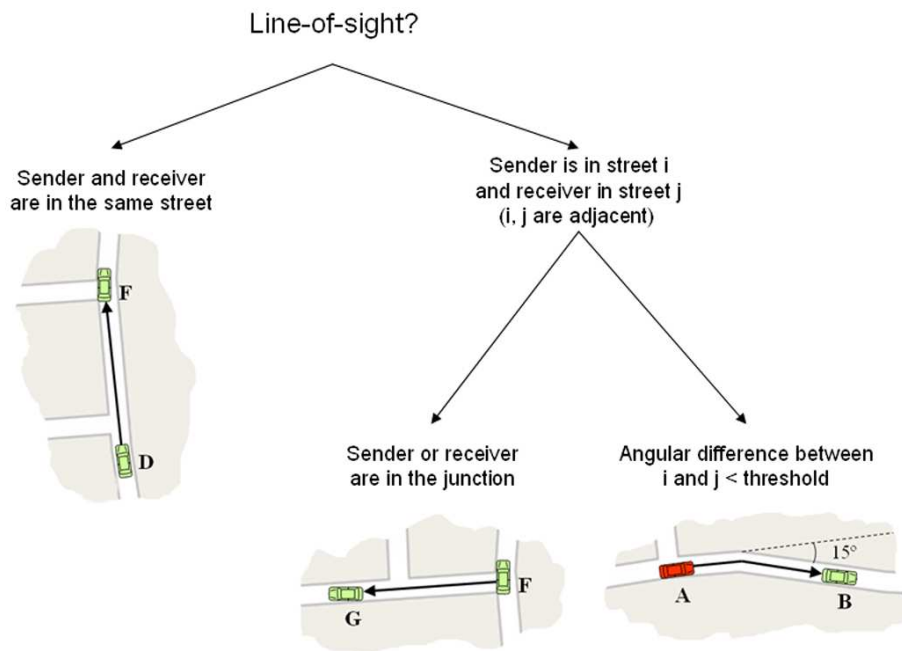 Line-of-sight?
Sender and receiver
are in the same street
Sender is in street i
and receiver in street j
(i, j are adjacent)
F
D
Sender or receiver
are in the junction
Angular difference between
i and j < threshold
G
F
15°
A
B